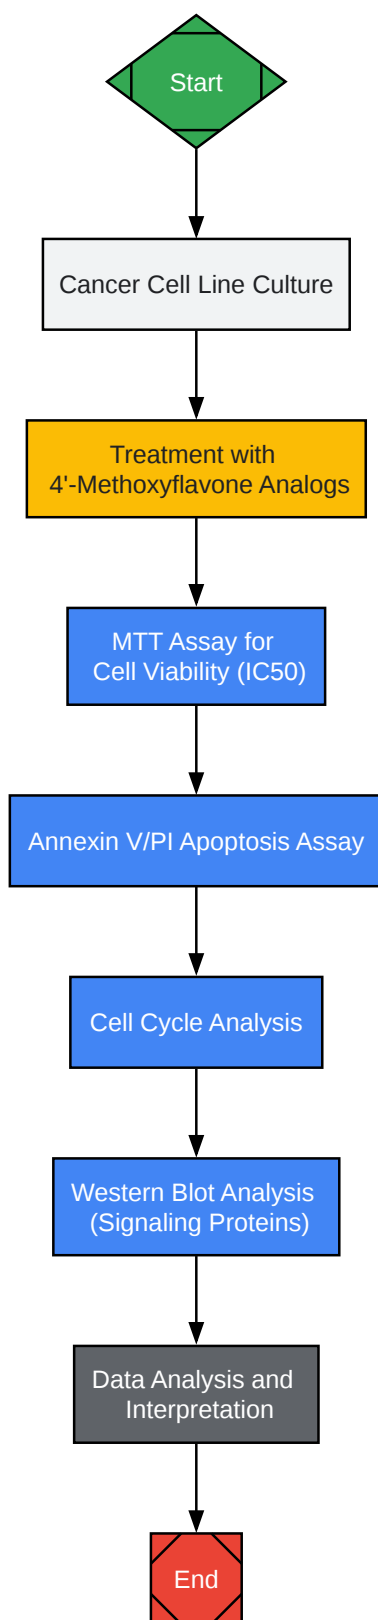 Start
Cancer Cell Line Culture
Treatment with
4'-Methoxyflavone Analogs
MTT Assay for
Cell Viability (IC50)
Annexin V/PI Apoptosis Assay
Cell Cycle Analysis
Western Blot Analysis
(Signaling Proteins)
Data Analysis and
Interpretation
End